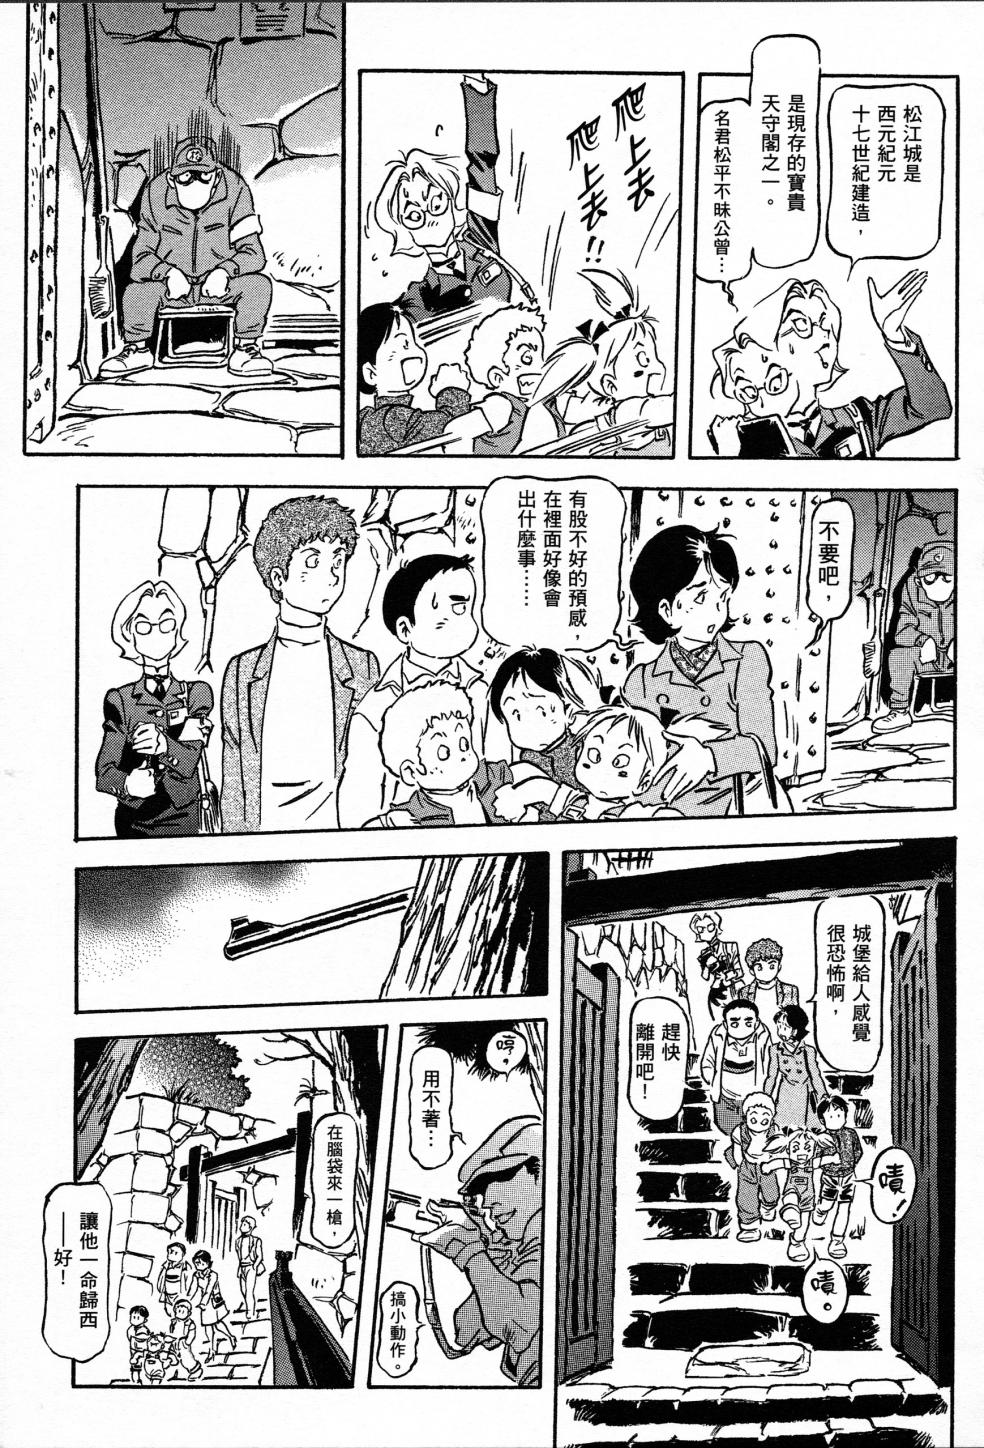 松江城是
西元紀元
十七世紀建造，
是現存的寶貴
天守閣之一。
名君松平不昧公曾…
爬上去
爬上去!!
不要吧，
有股不好的預感，
在裡面好像會
出什麼事……
城堡給人感覺
很恐怖啊，
趕快
離開吧！
嘖！
嘖。
哼，
用不著…
搞小動作。
在腦袋來一槍，
讓他一命歸西
——好！